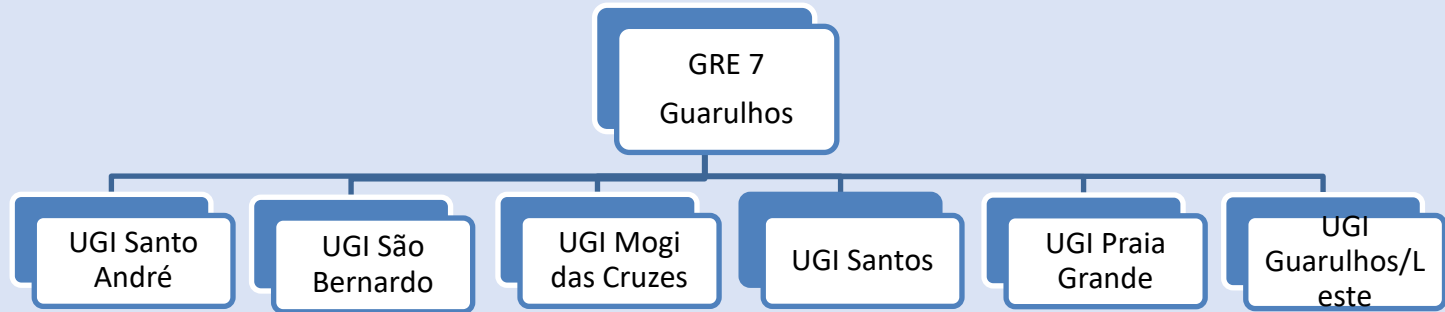 GRE 7
Guarulhos
UGI Santo
André
UGI São
Bernardo
UGI Mogi
das Cruzes
UGI Santos
UGI Praia
Grande
UGI
Guarulhos/L
este